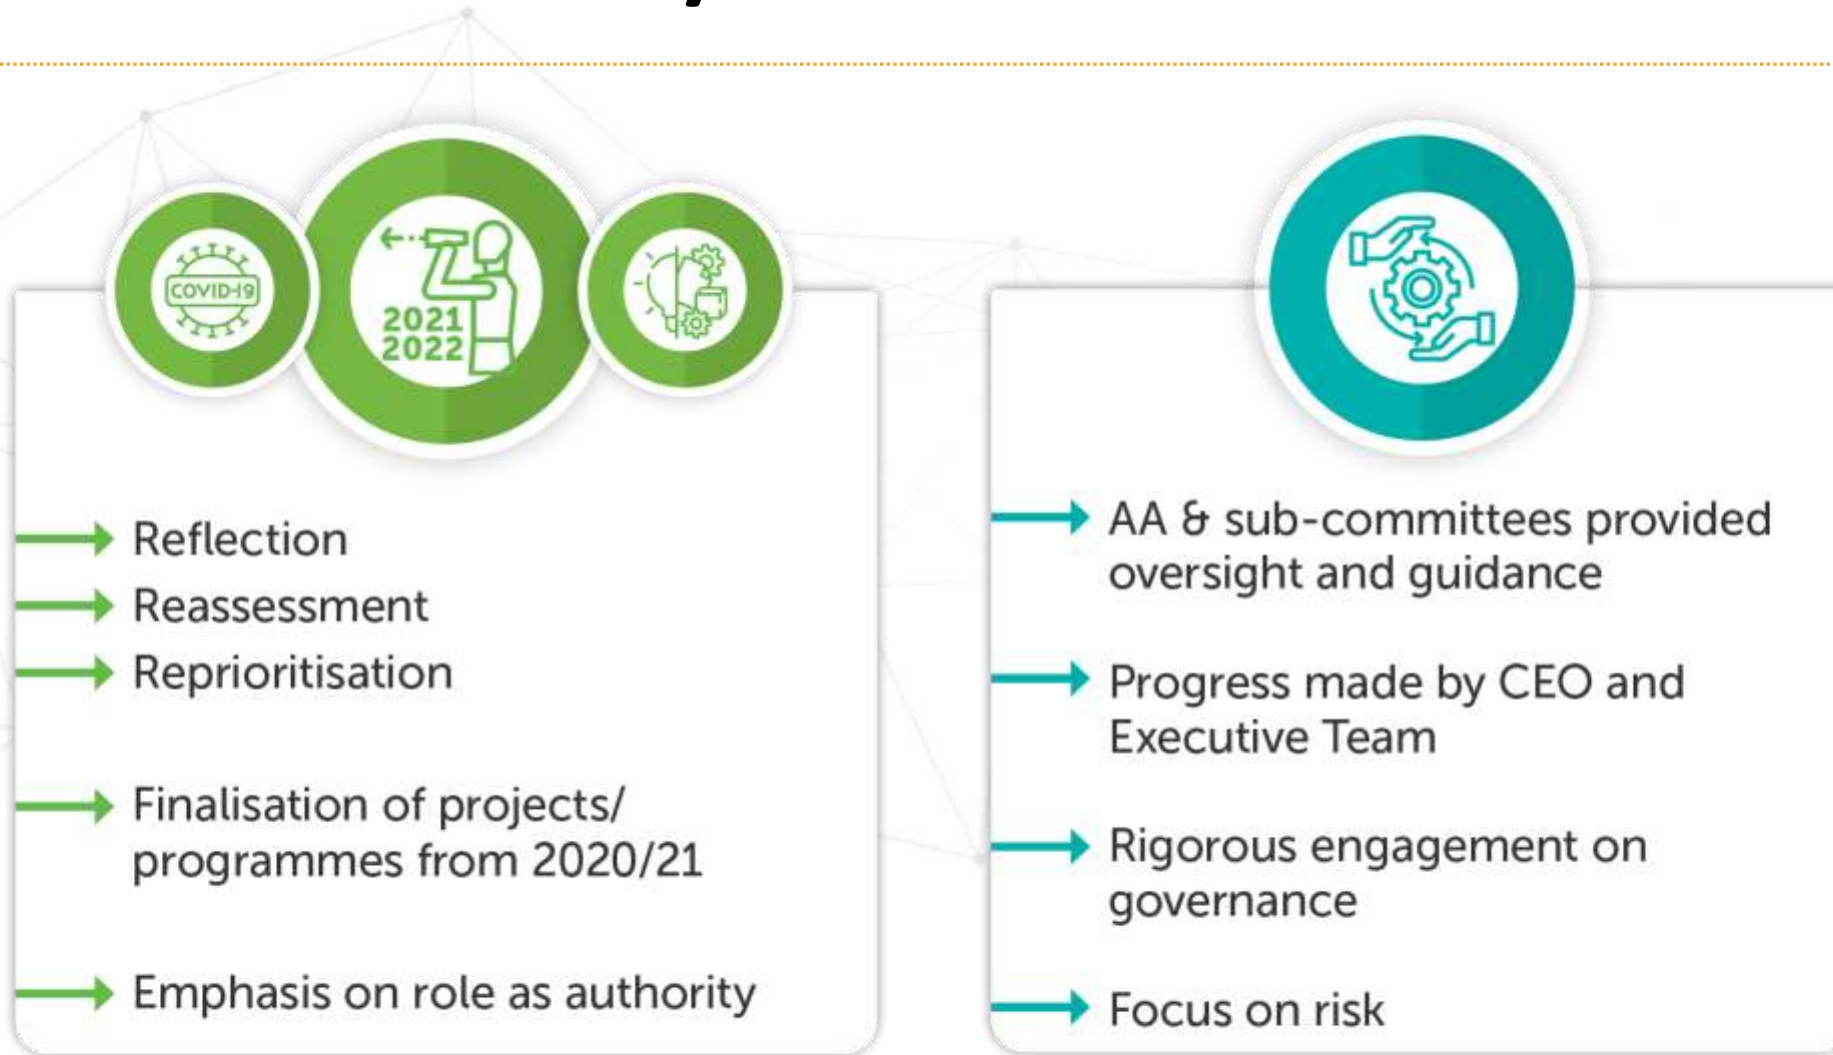 COVID-19
2021
2022
Reflection
Reassessment
Reprioritisation
Finalisation of projects/
programmes from 2020/21
Emphasis on role as authority
AA & sub-committees provided
oversight and guidance
Progress made by CEO and
Executive Team
Rigorous engagement on
governance
Focus on risk